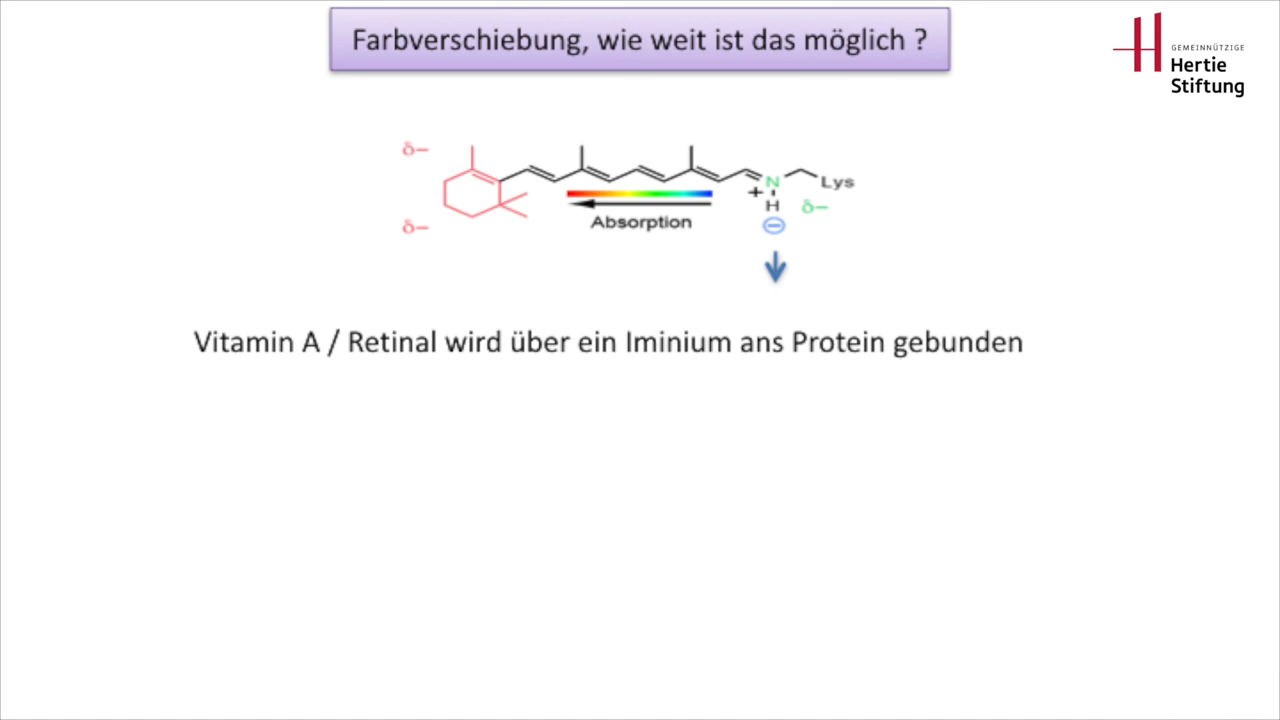 Farbverschiebung, wie weit ist das möglich ?
GEMEINNÜTZIGE
Hertie
Stiftung
δ–
N
Lys
+
H
δ–
Absorption
δ–
⊖
Vitamin A / Retinal wird über ein Iminium ans Protein gebunden